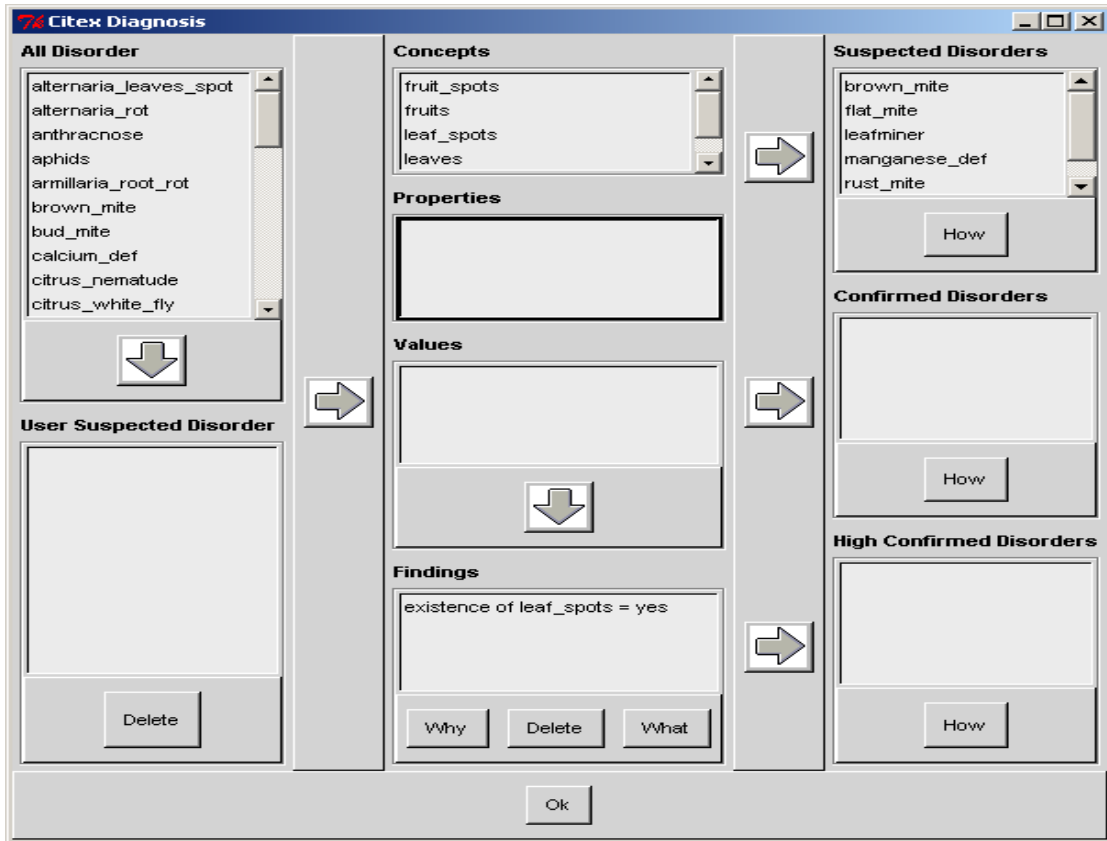 Citex Diagnosis
All Disorder
alternaria_leaves_spot
alternaria_rot
anthracnose
aphids
armillaria_root_rot
brown_mite
bud_mite
calcium_def
citrus_nematude
citrus_white_fly
User Suspected Disorder
Delete
Concepts
fruit_spots
fruits
leaf_spots
leaves
Properties
Values
Findings
existence of leaf_spots = yes
Why
Delete
What
Suspected Disorders
brown_mite
flat_mite
leafminer
manganese_def
rust_mite
How
Confirmed Disorders
How
High Confirmed Disorders
How
Ok